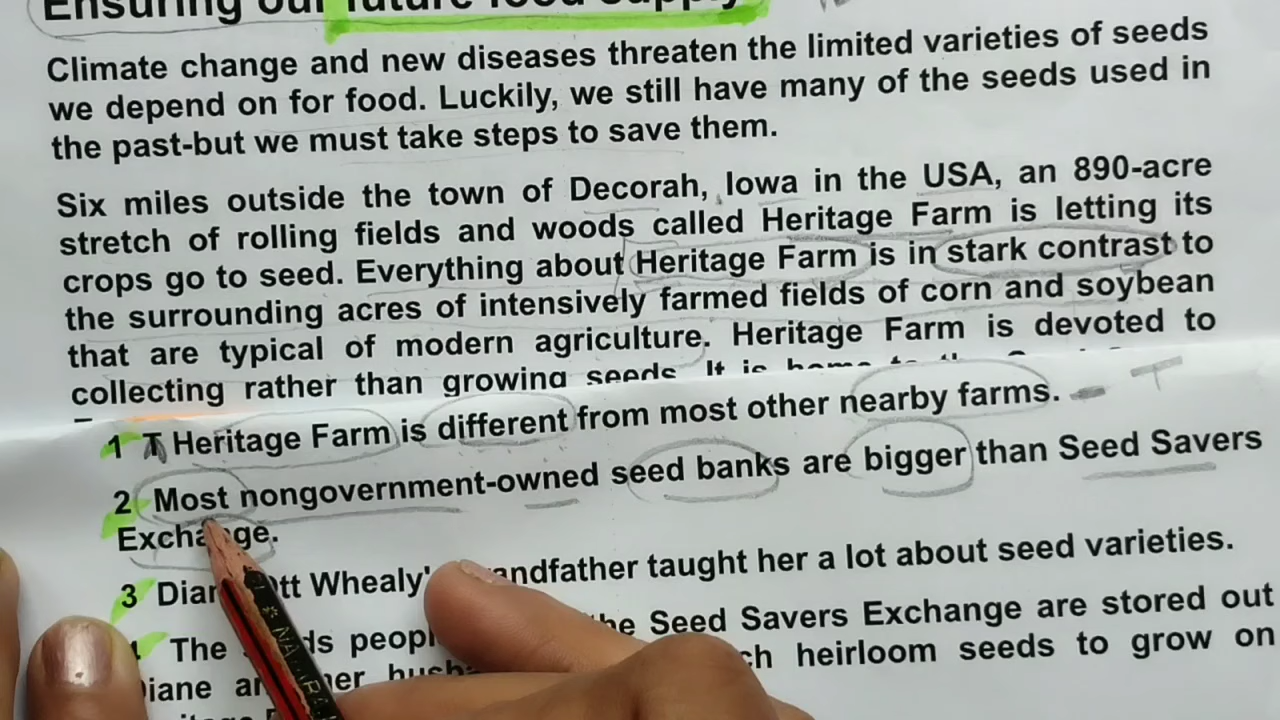 Ensuring our future food supply
Climate change and new diseases threaten the limited varieties of seeds
we depend on for food. Luckily, we still have many of the seeds used in
the past-but we must take steps to save them.
Six miles outside the town of Decorah, Iowa in the USA, an 890-acre
stretch of rolling fields and woods called Heritage Farm is letting its
crops go to seed. Everything about Heritage Farm is in stark contrast to
the surrounding acres of intensively farmed fields of corn and soybean
that are typical of modern agriculture. Heritage Farm is devoted to
collecting rather than growing seeds. It is home to the
1 T Heritage Farm is different from most other nearby farms. - T
2 Most nongovernment-owned seed banks are bigger than Seed Savers
Exchange.
3 Whealy's grandfather taught her a lot about seed varieties.
The peopl the Seed Savers Exchange are stored out
her heirloom seeds to grow on